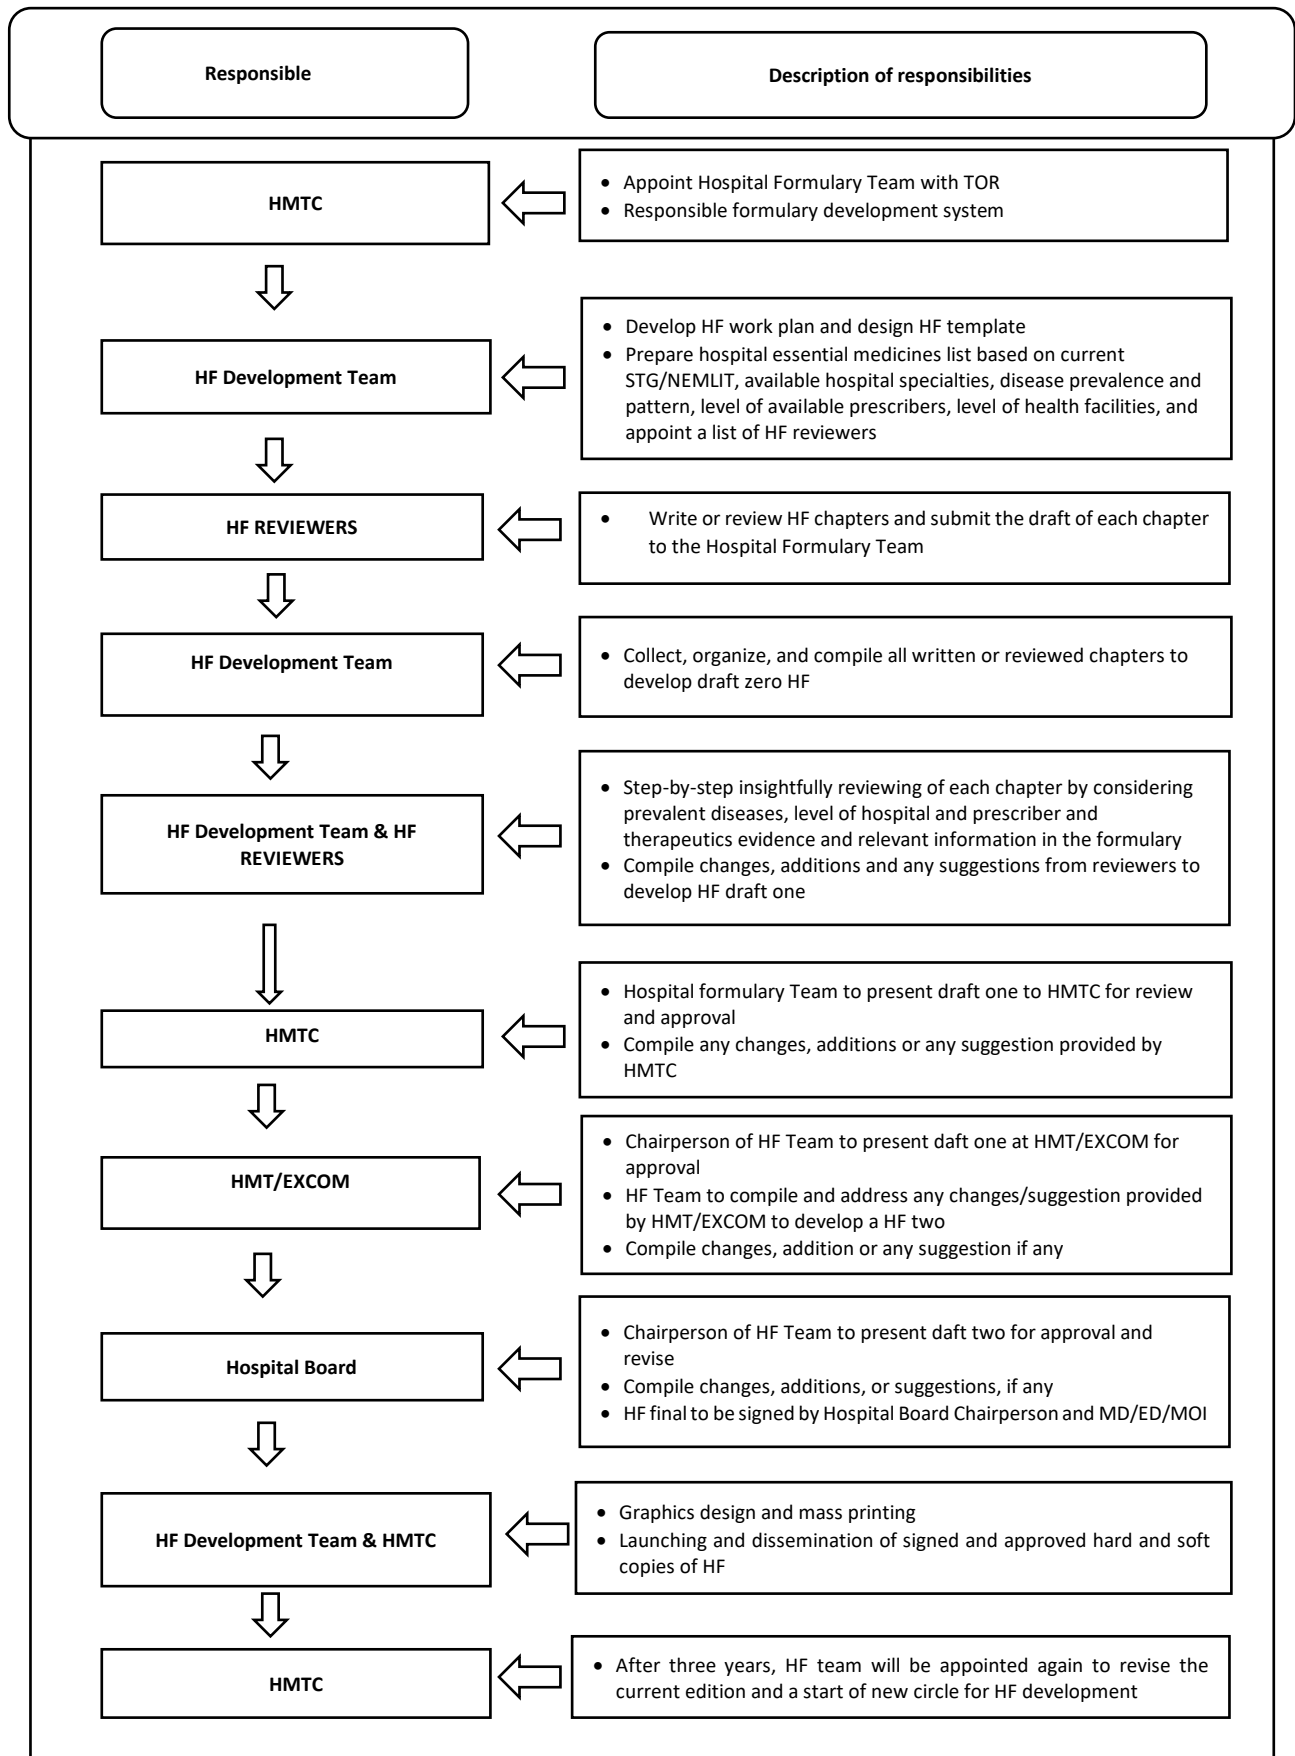 Responsible
Description of responsibilities
HMTC
• Appoint Hospital Formulary Team with TOR
• Responsible formulary development system
HF Development Team
• Develop HF work plan and design HF template
• Prepare hospital essential medicines list based on current
STG/NEMLIT, available hospital specialties, disease prevalence and
pattern, level of available prescribers, level of health facilities, and
appoint a list of HF reviewers
HF REVIEWERS
• Write or review HF chapters and submit the draft of each chapter
to the Hospital Formulary Team
HF Development Team
• Collect, organize, and compile all written or reviewed chapters to
develop draft zero HF
HF Development Team & HF
REVIEWERS
• Step-by-step insightfully reviewing of each chapter by considering
prevalent diseases, level of hospital and prescriber and
therapeutics evidence and relevant information in the formulary
• Compile changes, additions and any suggestions from reviewers to
develop HF draft one
HMTC
• Hospital formulary Team to present draft one to HMTC for review
and approval
• Compile any changes, additions or any suggestion provided by
HMTC
HMT/EXCOM
• Chairperson of HF Team to present daft one at HMT/EXCOM for
approval
• HF Team to compile and address any changes/suggestion provided
by HMT/EXCOM to develop a HF two
• Compile changes, addition or any suggestion if any
Hospital Board
• Chairperson of HF Team to present daft two for approval and
revise
• Compile changes, additions, or suggestions, if any
• HF final to be signed by Hospital Board Chairperson and MD/ED/MOI
HF Development Team & HMTC
• Graphics design and mass printing
• Launching and dissemination of signed and approved hard and soft
copies of HF
HMTC
• After three years, HF team will be appointed again to revise the
current edition and a start of new circle for HF development